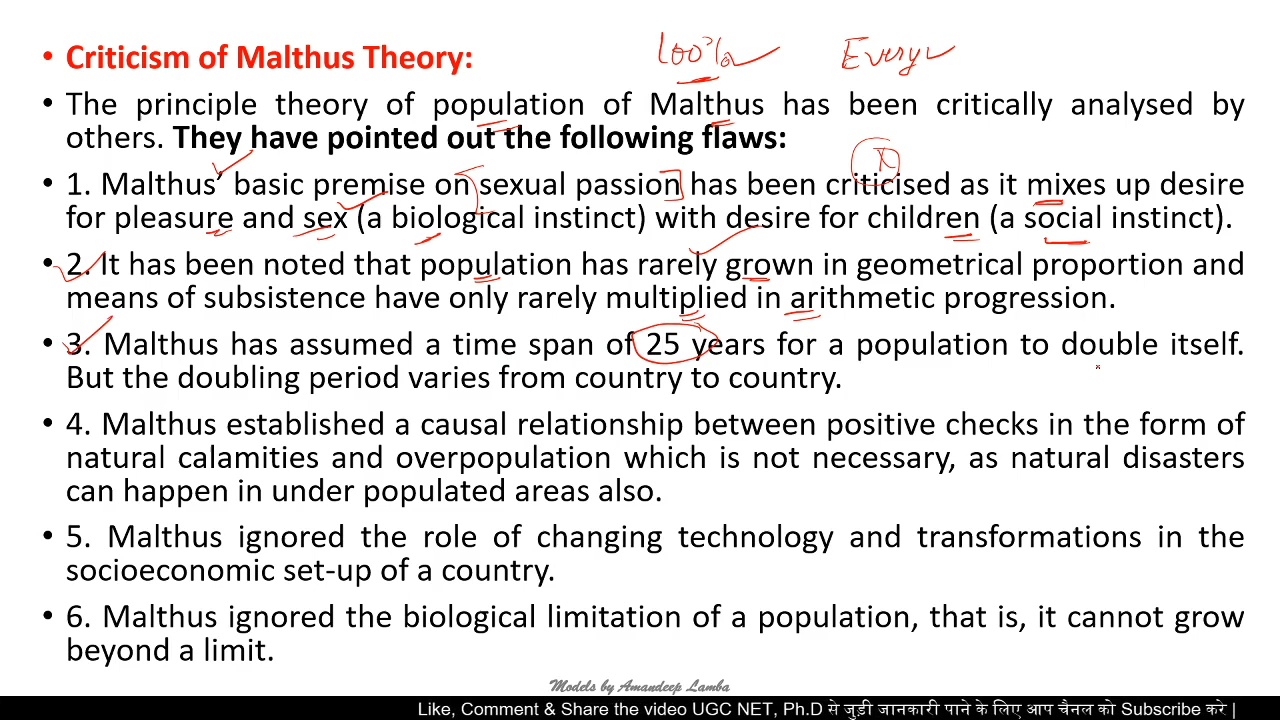 • Criticism of Malthus Theory:
100%
• The principle theory of population of Malthus has been critically analysed by
others. They have pointed out the following flaws:
• 1. Malthus' basic premise on sexual passion has been criticised as it mixes up desire
for pleasure and sex (a biological instinct) with desire for children (a social instinct).
• 2. It has been noted that population has rarely grown in geometrical proportion and
means of subsistence have only rarely multiplied in arithmetic progression.
• 3. Malthus has assumed a time span of 25 years for a population to double itself.
But the doubling period varies from country to country.
• 4. Malthus established a causal relationship between positive checks in the form of
natural calamities and overpopulation which is not necessary, as natural disasters
can happen in under populated areas also.
• 5. Malthus ignored the role of changing technology and transformations in the
socioeconomic set-up of a country.
• 6. Malthus ignored the biological limitation of a population, that is, it cannot grow
beyond a limit.
Models by Amandeep Lamba
Like, Comment & Share the video UGC NET, Ph.D से जुड़ी जानकारी पाने के लिए आप चैनल को Subscribe करे |